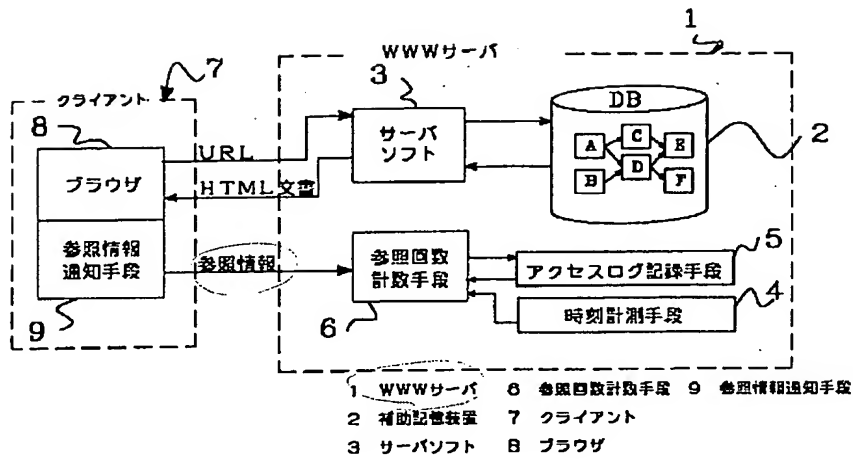 1
WWWサーバ
7
3
クライアント
DB
8
URL
サーバ
ソフト
A
C
E
2
ブラウザ
HTML文書
B
D
F
参照情報
通知手段
参照情報
参照回数
計数手段
5
アクセスログ記録手段
4
9
6
時刻計測手段
1 WWWサーバ 6 参照回数計数手段 9 参照情報通知手段
2 補助記憶装置 7 クライアント
3 サーバソフト 8 ブラウザ